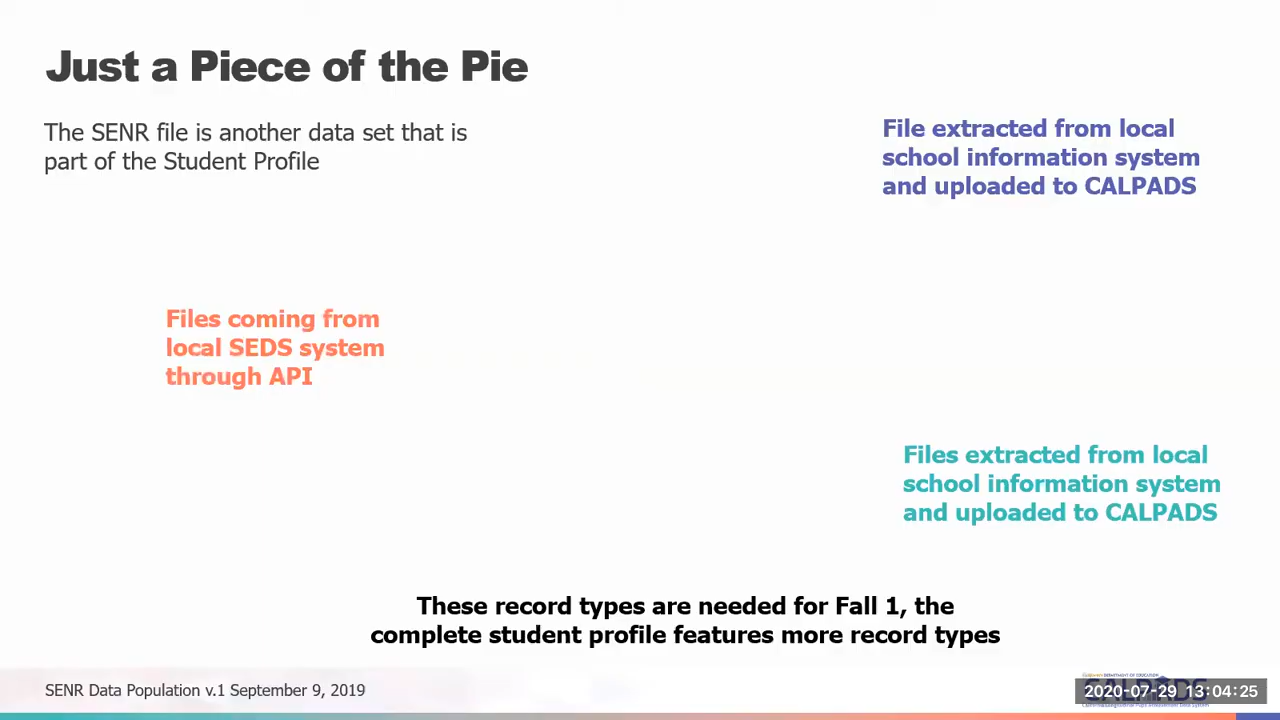 Just a Piece of the Pie
The SENR file is another data set that is
part of the Student Profile
File extracted from local
school information system
and uploaded to CALPADS
Files coming from
local SEDS system
through API
Files extracted from local
school information system
and uploaded to CALPADS
These record types are needed for Fall 1, the
complete student profile features more record types
SENR Data Population v.1 September 9, 2019
CALPADS
2020-07-29 13:04:25